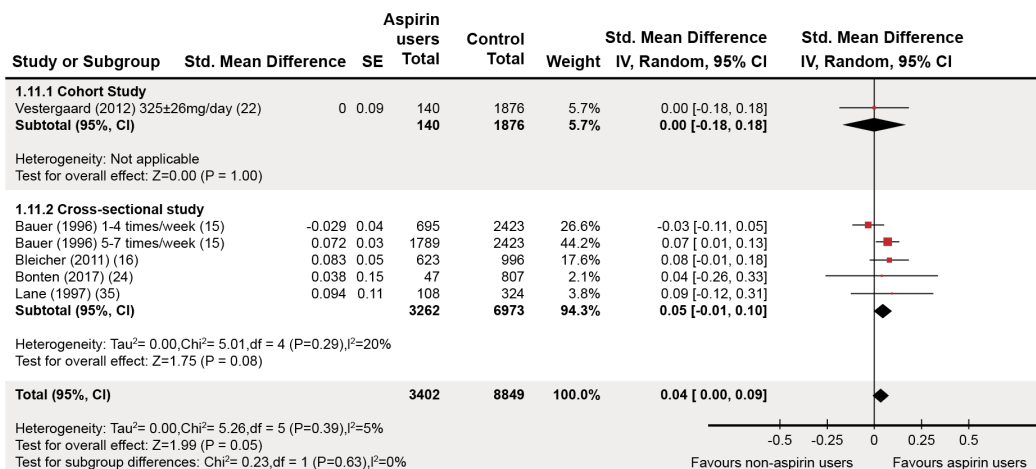 Study or Subgroup Std. Mean Difference SE Aspirin users Total Control Total Weight Std. Mean Difference IV, Random, 95% CI Std. Mean Difference IV, Random, 95% CI
1.11.1 Cohort Study
Vestergaard (2012) 325±26mg/day (22) 0 0.09 140 1876 5.7% 0.00 [-0.18, 0.18]
Subtotal (95%, CI) 140 1876 5.7% 0.00 [-0.18, 0.18]
Heterogeneity: Not applicable
Test for overall effect: Z=0.00 (P = 1.00)
1.11.2 Cross-sectional study
Bauer (1996) 1-4 times/week (15) -0.029 0.04 695 2423 26.6% -0.03 [-0.11, 0.05]
Bauer (1996) 5-7 times/week (15) 0.072 0.03 1789 2423 44.2% 0.07 [ 0.01, 0.13]
Bleicher (2011) (16) 0.083 0.05 623 996 17.6% 0.08 [-0.01, 0.18]
Bonten (2017) (24) 0.038 0.15 47 807 2.1% 0.04 [-0.26, 0.33]
Lane (1997) (35) 0.094 0.11 108 324 3.8% 0.09 [-0.12, 0.31]
Subtotal (95%, CI) 3262 6973 94.3% 0.05 [-0.01, 0.10]
Heterogeneity: Tau²= 0.00,Chi²= 5.01,df = 4 (P=0.29),I²=20%
Test for overall effect: Z=1.75 (P = 0.08)
Total (95%, CI) 3402 8849 100.0% 0.04 [ 0.00, 0.09]
Heterogeneity: Tau²= 0.00,Chi²= 5.26,df = 5 (P=0.39),I²=5%
Test for overall effect: Z=1.99 (P = 0.05)
Test for subgroup differences: Chi²= 0.23,df = 1 (P=0.63),I²=0%
-0.5 -0.25 0 0.25 0.5
Favours non-aspirin users Favours aspirin users